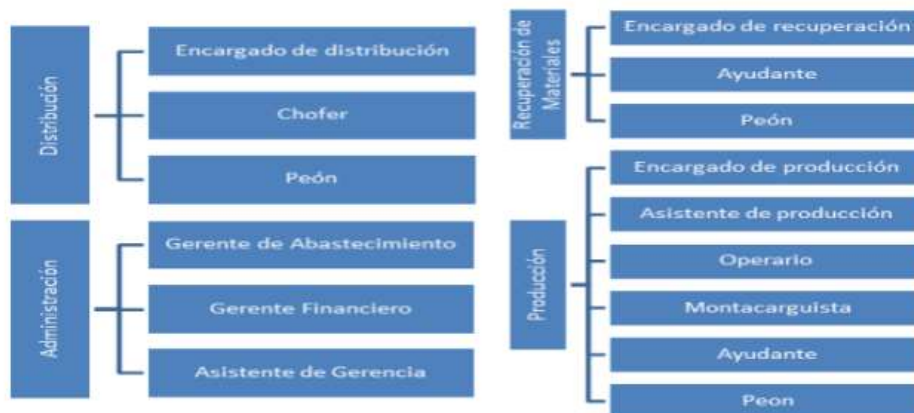 Distribución
Encargado de distribución
Chofer
Peón
Administración
Gerente de Abastecimiento
Gerente Financiero
Asistente de Gerencia
Recuperación de
Materiales
Encargado de recuperación
Ayudante
Peón
Producción
Encargado de producción
Asistente de producción
Operario
Montacarguista
Ayudante
Peon